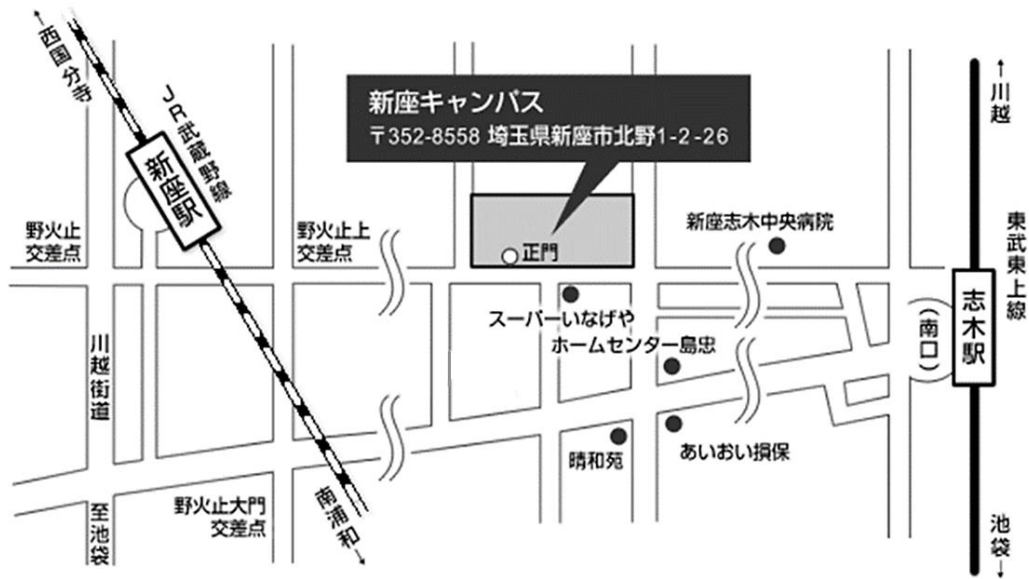 西国分寺
JR武蔵野線
新座駅
新座キャンパス
〒352-8558 埼玉県新座市北野1-2-26
川越
野火止
交差点
野火止上
交差点
正門
新座志木中央病院
東武東上線
志木駅
(南口)
スーパーいなげや
ホームセンター島忠
川越街道
晴和苑
あいおい損保
野火止大門
交差点
至池袋
南浦和
池袋